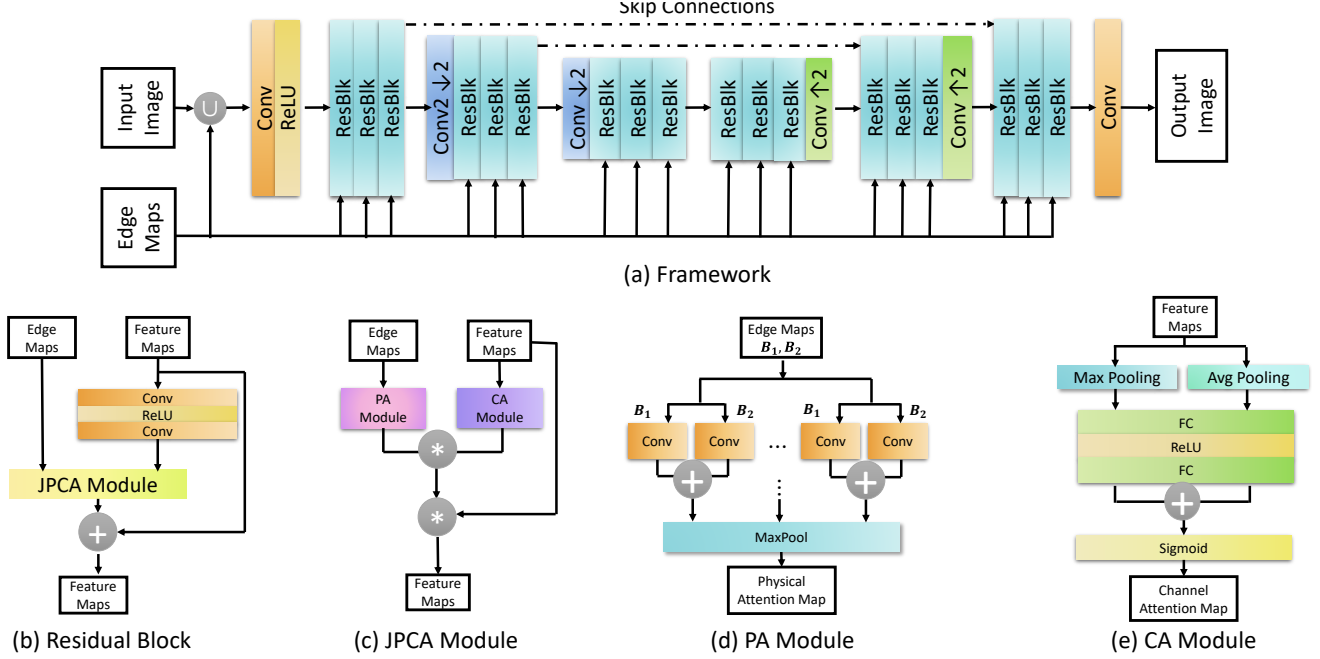 Skip Connections
Input
Image
∪
Conv
ReLU
ResBlk
ResBlk
ResBlk
Conv2 ↓2
ResBlk
ResBlk
ResBlk
Conv ↓2
ResBlk
ResBlk
ResBlk
ResBlk
ResBlk
ResBlk
Conv ↑2
ResBlk
ResBlk
ResBlk
Conv ↑2
ResBlk
ResBlk
ResBlk
Conv
Output
Image
Edge
Maps
(a) Framework
Edge
Maps
Feature
Maps
Conv
ReLU
Conv
JPCA Module
+
Feature
Maps
(b) Residual Block
Edge
Maps
Feature
Maps
PA
Module
CA
Module
*
*
Feature
Maps
(c) JPCA Module
Edge Maps
B₁, B₂
B₁ B₂ B₁ B₂
Conv Conv ... Conv Conv
+ +
MaxPool
Physical
Attention Map
(d) PA Module
Feature
Maps
Max Pooling
Avg Pooling
FC
ReLU
FC
+
Sigmoid
Channel
Attention Map
(e) CA Module